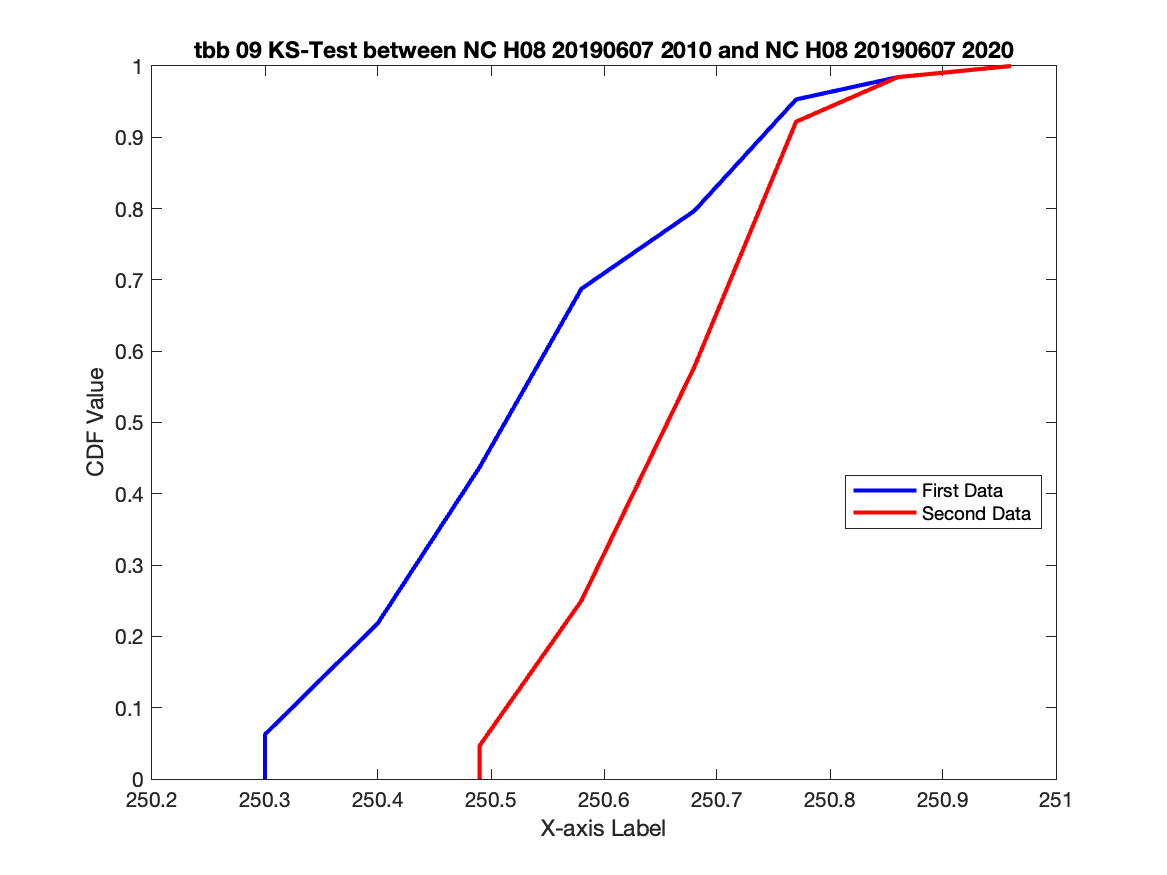 tbb 09 KS-Test between NC H08 20190607 2010 and NC H08 20190607 2020
1
0.9
0.8
0.7
0.6
0.5
0.4
0.3
0.2
0.1
0
CDF Value
First Data
Second Data
250.2 250.3 250.4 250.5 250.6 250.7 250.8 250.9 251
X-axis Label